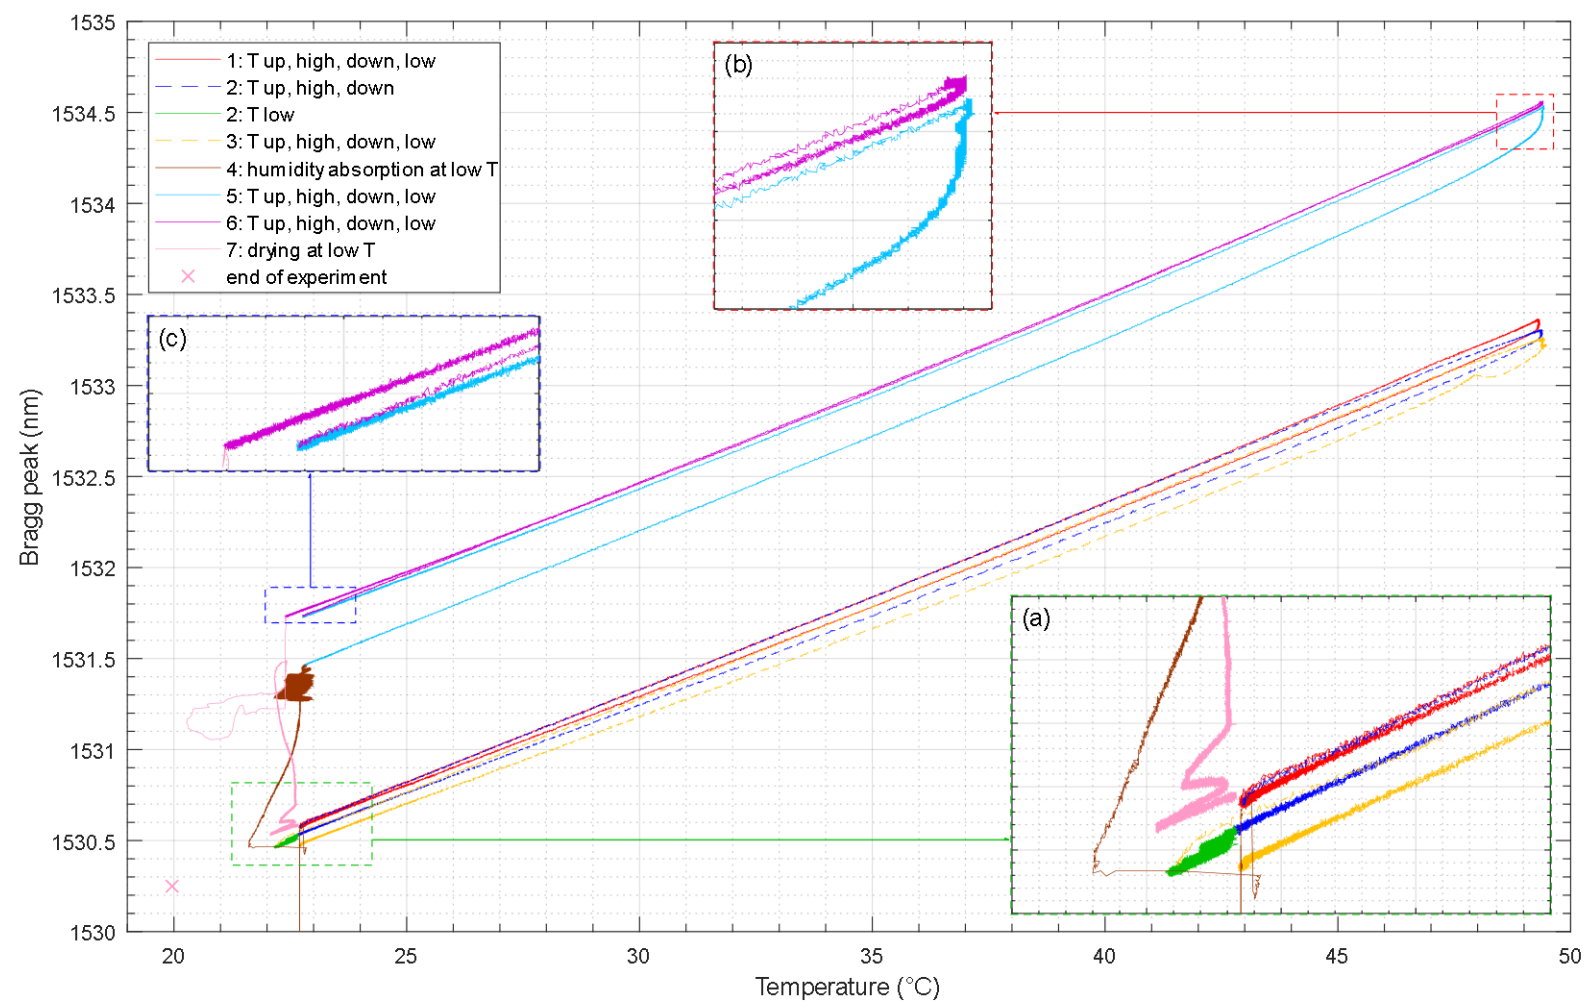 1535
1534.5
1534
1533.5
1533
1532.5
1532
1531.5
1531
1530.5
1530
Bragg peak (nm)
1: T up, high, down, low
2: T up, high, down
2: T low
3: T up, high, down, low
4: humidity absorption at low T
5: T up, high, down, low
6: T up, high, down, low
7: drying at low T
end of experiment
(b)
(c)
(a)
20 25 30 35 40 45 50
Temperature (°C)